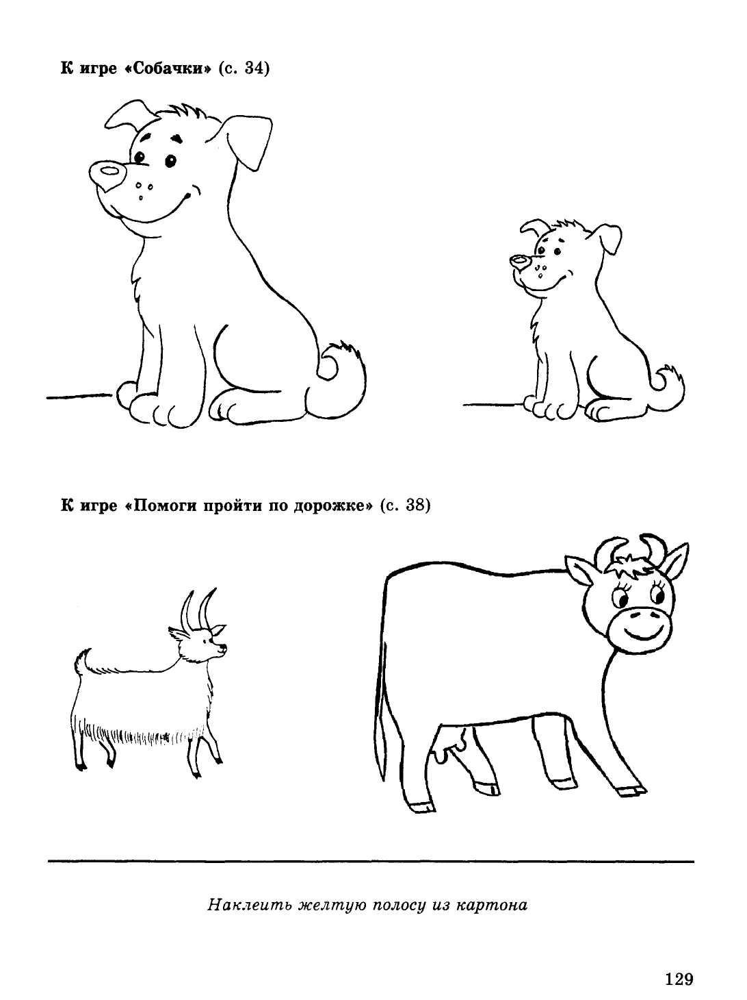 К игре «Собачки» (с. 34)
К игре «Помоги пройти по дорожке» (с. 38)
Наклеить желтую полосу из картона
129